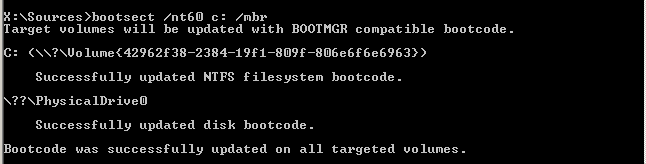 X:\Sources>bootsect /nt60 c: /mbr
Target volumes will be updated with BOOTMGR compatible bootcode.
C: (\\?\Volume{42962f38-2384-19f1-809f-806e6f6e6963})
Successfully updated NTFS filesystem bootcode.
\??\PhysicalDrive0
Successfully updated disk bootcode.
Bootcode was successfully updated on all targeted volumes.